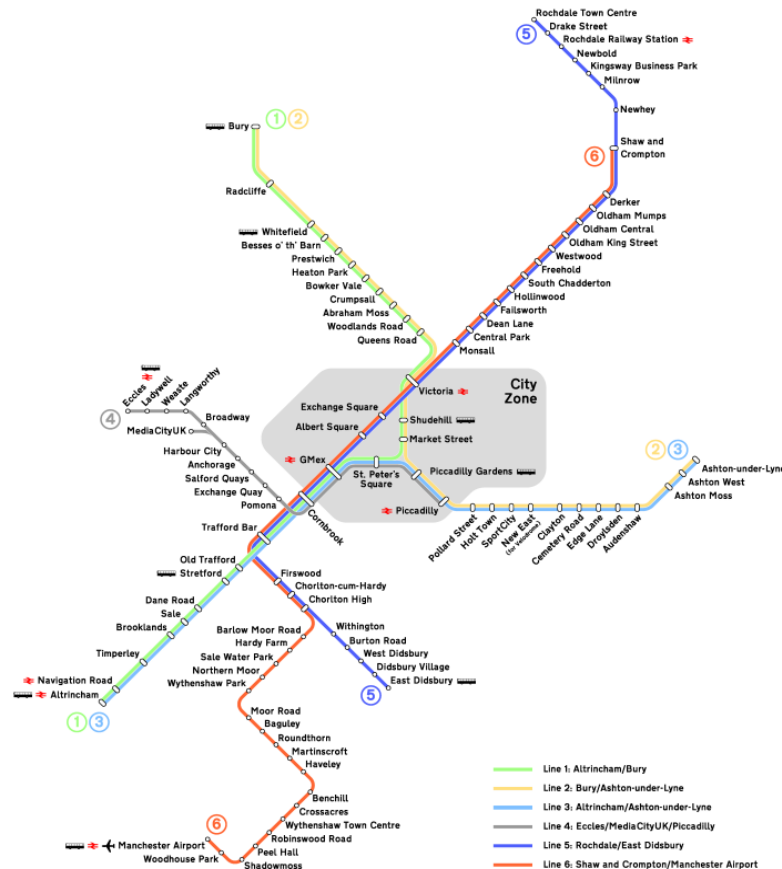 Rochdale Town Centre
Drake Street
5
Rochdale Railway Station
Newbold
Kingsway Business Park
Milnrow
Newhey
1 2
Bury
6
Shaw and
Crompton
Radcliffe
Derker
Oldham Mumps
Whitefield
Oldham Central
Besses o' th' Barn
Oldham King Street
Prestwich
Westwood
Heaton Park
Freehold
Bowker Vale
South Chadderton
Crumpsall
Hollinwood
Abraham Moss
Failsworth
Woodlands Road
Dean Lane
Queens Road
Central Park
Monsall
City
Zone
Victoria
Eccles
Ladywell
Weaste
Langworthy
4
Broadway
MediaCityUK
Exchange Square
Albert Square
Shudehill
Market Street
Harbour City
Anchorage
Salford Quays
Exchange Quay
Pomona
GMex
St. Peter's
Square
Piccadilly Gardens
2 3
Ashton-under-Lyne
Ashton West
Ashton Moss
Piccadilly
Cornbrook
Trafford Bar
Pollard Street
Holt Town
SportCity
New East
(for Velodrome)
Clayton
Cemetery Road
Edge Lane
Droylsden
Audenshaw
Old Trafford
Stretford
Firswood
Chorlton-cum-Hardy
Chorlton High
Dane Road
Sale
Brooklands
Timperley
Navigation Road
Altrincham
1 3
Barlow Moor Road
Hardy Farm
Sale Water Park
Northern Moor
Wythenshaw Park
Withington
Burton Road
West Didsbury
Didsbury Village
East Didsbury
5
Moor Road
Baguley
Roundthorn
Martinscroft
Haveley
Benchill
Crossacres
Wythenshaw Town Centre
Robinswood Road
Peel Hall
Shadowmoss
6
Manchester Airport
Woodhouse Park
Line 1: Altrincham/Bury
Line 2: Bury/Ashton-under-Lyne
Line 3: Altrincham/Ashton-under-Lyne
Line 4: Eccles/MediaCityUK/Piccadilly
Line 5: Rochdale/East Didsbury
Line 6: Shaw and Crompton/Manchester Airport